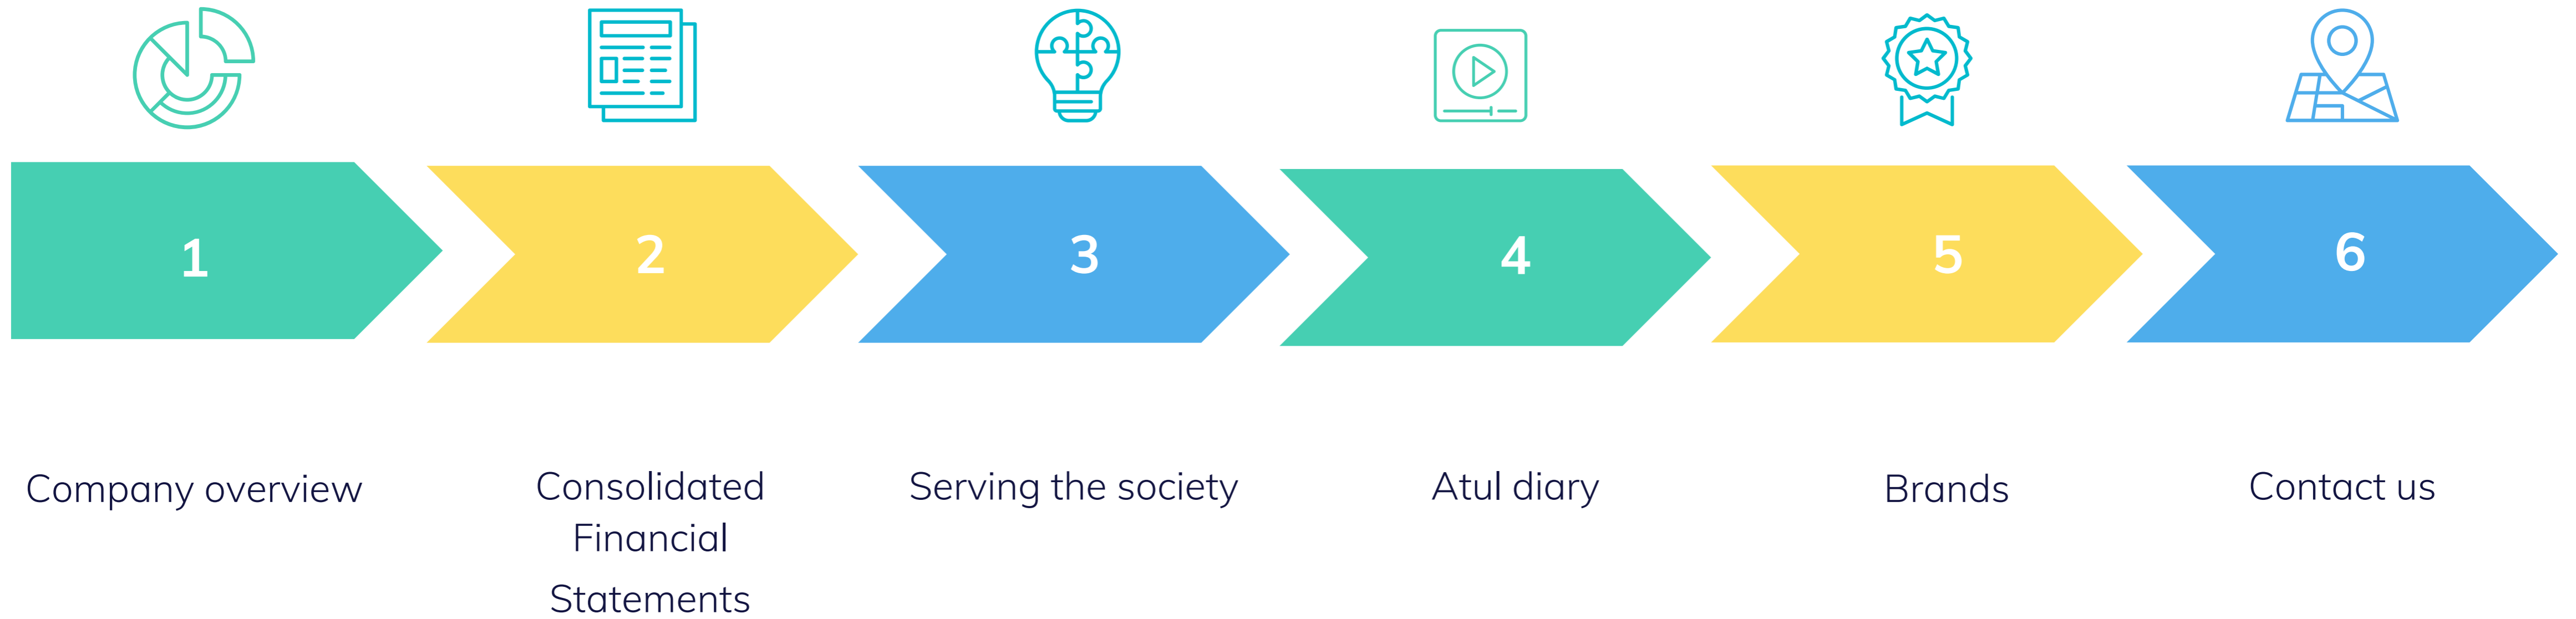 1
2
3
4
5
6
Company overview
Consolidated
Financial
Statements
Serving the society
Atul diary
Brands
Contact us